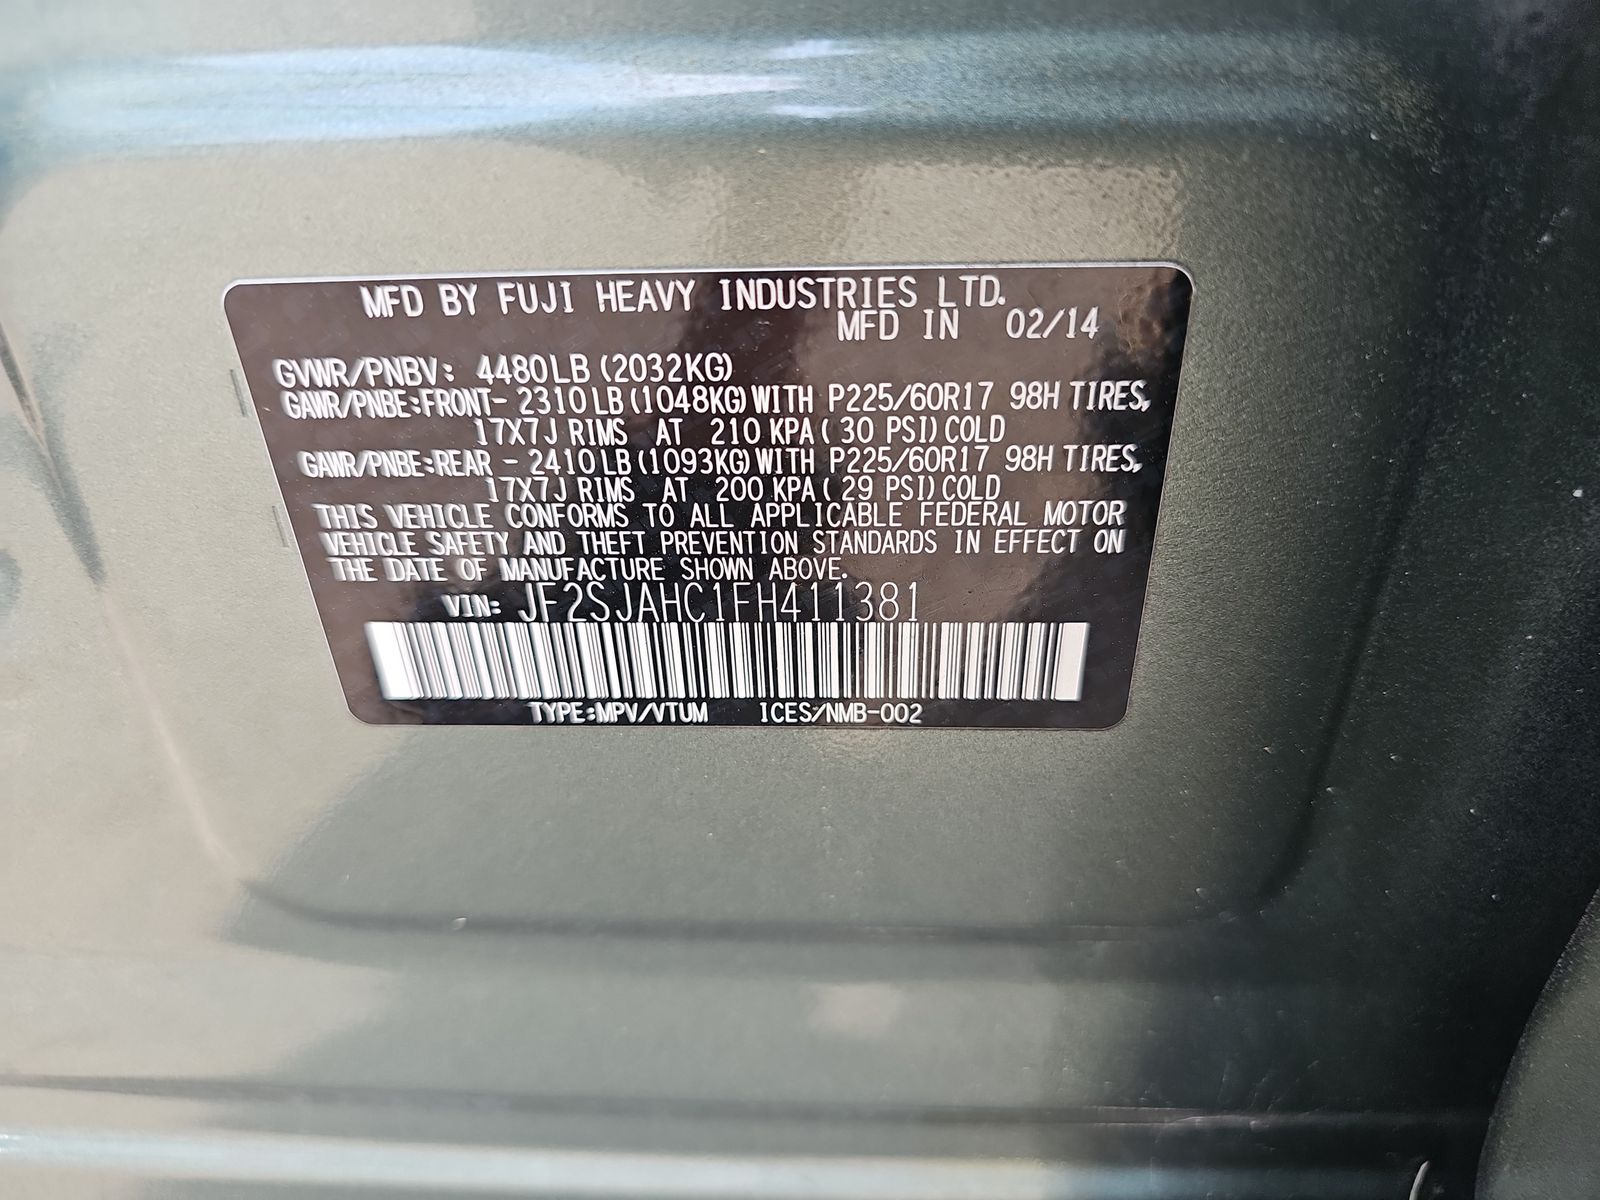 MFD BY FUJI HEAVY INDUSTRIES LTD.
MFD IN 02/14
GVWR/PNBV: 4480LB (2032KG)
GAWR/PNBE:FRONT- 2310LB (1048KG) WITH P225/60R17 98H TIRES,
17X7J RIMS AT 210 KPA( 30 PSI) COLD
GAWR/PNBE:REAR - 2410LB (1093KG) WITH P225/60R17 98H TIRES,
17X7J RIMS AT 200 KPA( 29 PSI) COLD
THIS VEHICLE CONFORMS TO ALL APPLICABLE FEDERAL MOTOR
VEHICLE SAFETY AND THEFT PREVENTION STANDARDS IN EFFECT ON
THE DATE OF MANUFACTURE SHOWN ABOVE.
VIN: JF2SJAHC1FH411381
TYPE:MPV/VTUM ICES/NMB-002